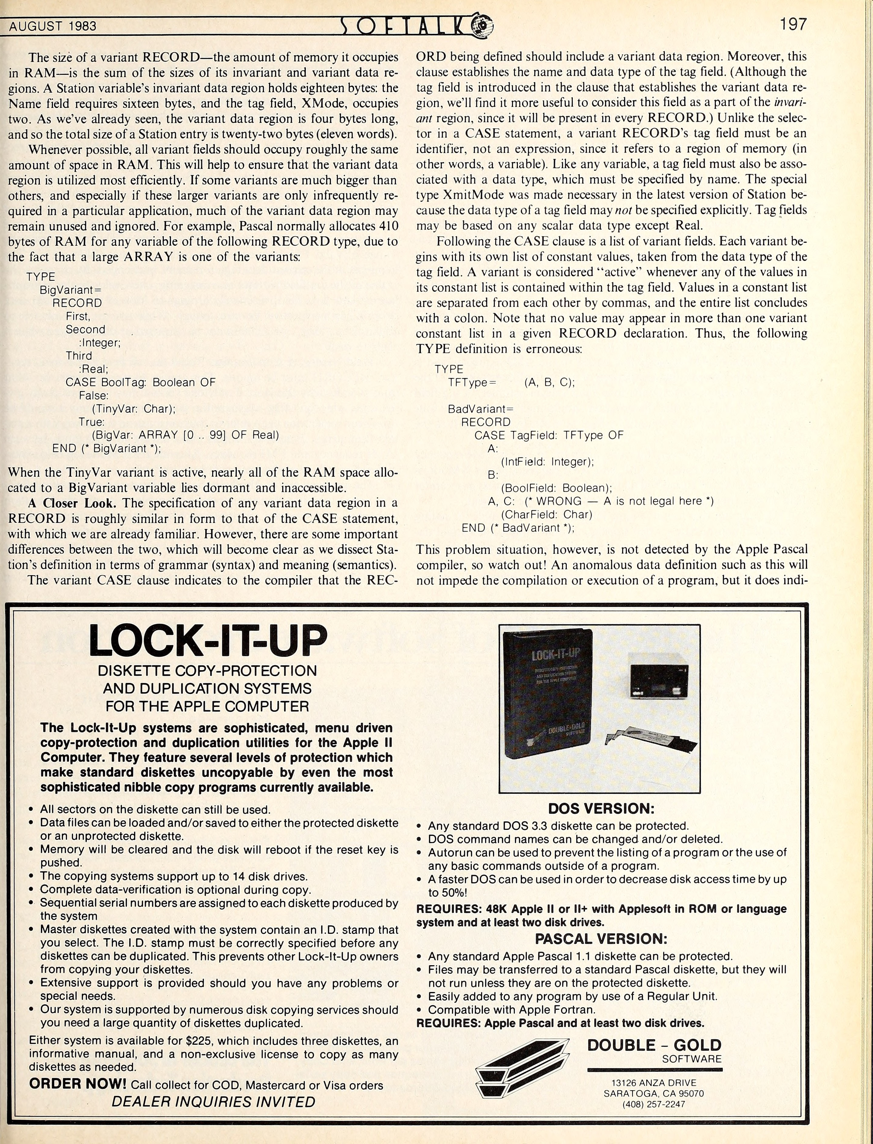 AUGUST 1983
SOFTALK
197
The size of a variant RECORD—the amount of memory it occupies
in RAM—is the sum of the sizes of its invariant and variant data re-
gions. A Station variable's invariant data region holds eighteen bytes: the
Name field requires sixteen bytes, and the tag field, XMode, occupies
two. As we've already seen, the variant data region is four bytes long,
and so the total size of a Station entry is twenty-two bytes (eleven words).
Whenever possible, all variant fields should occupy roughly the same
amount of space in RAM. This will help to ensure that the variant data
region is utilized most efficiently. If some variants are much bigger than
others, and especially if these larger variants are only infrequently re-
quired in a particular application, much of the variant data region may
remain unused and ignored. For example, Pascal normally allocates 410
bytes of RAM for any variable of the following RECORD type, due to
the fact that a large ARRAY is one of the variants:
TYPE
BigVariant=
RECORD
First,
Second
:Integer;
Third
:Real;
CASE BoolTag: Boolean OF
False:
(TinyVar: Char);
True:
(BigVar: ARRAY [0 .. 99] OF Real)
END (* BigVariant *);
When the TinyVar variant is active, nearly all of the RAM space allo-
cated to a BigVariant variable lies dormant and inaccessible.
A Closer Look. The specification of any variant data region in a
RECORD is roughly similar in form to that of the CASE statement,
with which we are already familiar. However, there are some important
differences between the two, which will become clear as we dissect Sta-
tion's definition in terms of grammar (syntax) and meaning (semantics).
The variant CASE clause indicates to the compiler that the REC-
ORD being defined should include a variant data region. Moreover, this
clause establishes the name and data type of the tag field. (Although the
tag field is introduced in the clause that establishes the variant data re-
gion, we'll find it more useful to consider this field as a part of the invari-
ant region, since it will be present in every RECORD.) Unlike the selec-
tor in a CASE statement, a variant RECORD's tag field must be an
identifier, not an expression, since it refers to a region of memory (in
other words, a variable). Like any variable, a tag field must also be asso-
ciated with a data type, which must be specified by name. The special
type XmitMode was made necessary in the latest version of Station be-
cause the data type of a tag field may not be specified explicitly. Tag fields
may be based on any scalar data type except Real.
Following the CASE clause is a list of variant fields. Each variant be-
gins with its own list of constant values, taken from the data type of the
tag field. A variant is considered "active" whenever any of the values in
its constant list is contained within the tag field. Values in a constant list
are separated from each other by commas, and the entire list concludes
with a colon. Note that no value may appear in more than one variant
constant list in a given RECORD declaration. Thus, the following
TYPE definition is erroneous:
TYPE
TFType= (A, B, C);
BadVariant=
RECORD
CASE TagField: TFType OF
A:
(IntField: Integer);
B:
(BoolField: Boolean);
A, C: (* WRONG — A is not legal here *)
(CharField: Char)
END (* BadVariant *);
This problem situation, however, is not detected by the Apple Pascal
compiler, so watch out! An anomalous data definition such as this will
not impede the compilation or execution of a program, but it does indi-
LOCK-IT-UP
DISKETTE COPY-PROTECTION
AND DUPLICATION SYSTEMS
FOR THE APPLE COMPUTER
The Lock-It-Up systems are sophisticated, menu driven
copy-protection and duplication utilities for the Apple II
Computer. They feature several levels of protection which
make standard diskettes uncopyable by even the most
sophisticated nibble copy programs currently available.
• All sectors on the diskette can still be used.
• Data files can be loaded and/or saved to either the protected diskette
or an unprotected diskette.
• Memory will be cleared and the disk will reboot if the reset key is
pushed.
• The copying systems support up to 14 disk drives.
• Complete data-verification is optional during copy.
• Sequential serial numbers are assigned to each diskette produced by
the system
• Master diskettes created with the system contain an I.D. stamp that
you select. The I.D. stamp must be correctly specified before any
diskettes can be duplicated. This prevents other Lock-It-Up owners
from copying your diskettes.
• Extensive support is provided should you have any problems or
special needs.
• Our system is supported by numerous disk copying services should
you need a large quantity of diskettes duplicated.
Either system is available for $225, which includes three diskettes, an
informative manual, and a non-exclusive license to copy as many
diskettes as needed.
ORDER NOW! Call collect for COD, Mastercard or Visa orders
DEALER INQUIRIES INVITED
LOCK-IT-UP
DOUBLE-GOLD
SOFTWARE
DOS VERSION:
• Any standard DOS 3.3 diskette can be protected.
• DOS command names can be changed and/or deleted.
• Autorun can be used to prevent the listing of a program or the use of
any basic commands outside of a program.
• A faster DOS can be used in order to decrease disk access time by up
to 50%!
REQUIRES: 48K Apple II or II+ with Applesoft in ROM or language
system and at least two disk drives.
PASCAL VERSION:
• Any standard Apple Pascal 1.1 diskette can be protected.
• Files may be transferred to a standard Pascal diskette, but they will
not run unless they are on the protected diskette.
• Easily added to any program by use of a Regular Unit.
• Compatible with Apple Fortran.
REQUIRES: Apple Pascal and at least two disk drives.
DOUBLE - GOLD
SOFTWARE
13126 ANZA DRIVE
SARATOGA, CA 95070
(408) 257-2247